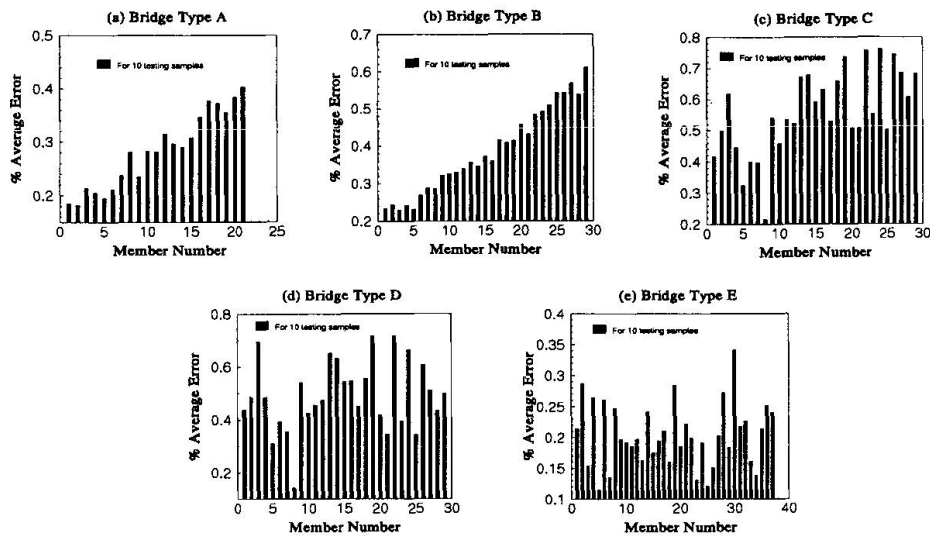 (a) Bridge Type A
0.5
0.4
0.3
0.2
% Average Error
For 10 testing samples
0 5 10 15 20 25
Member Number
(b) Bridge Type B
0.7
0.6
0.5
0.4
0.3
0.2
% Average Error
For 10 testing samples
0 5 10 15 20 25 30
Member Number
(c) Bridge Type C
0.8
0.7
0.6
0.5
0.4
0.3
0.2
% Average Error
For 10 testing samples
0 5 10 15 20 25 30
Member Number
(d) Bridge Type D
0.8
0.6
0.4
0.2
% Average Error
For 10 testing samples
0 5 10 15 20 25 30
Member Number
(e) Bridge Type E
0.4
0.35
0.3
0.25
0.2
0.15
0.1
% Average Error
For 10 testing samples
0 10 20 30 40
Member Number